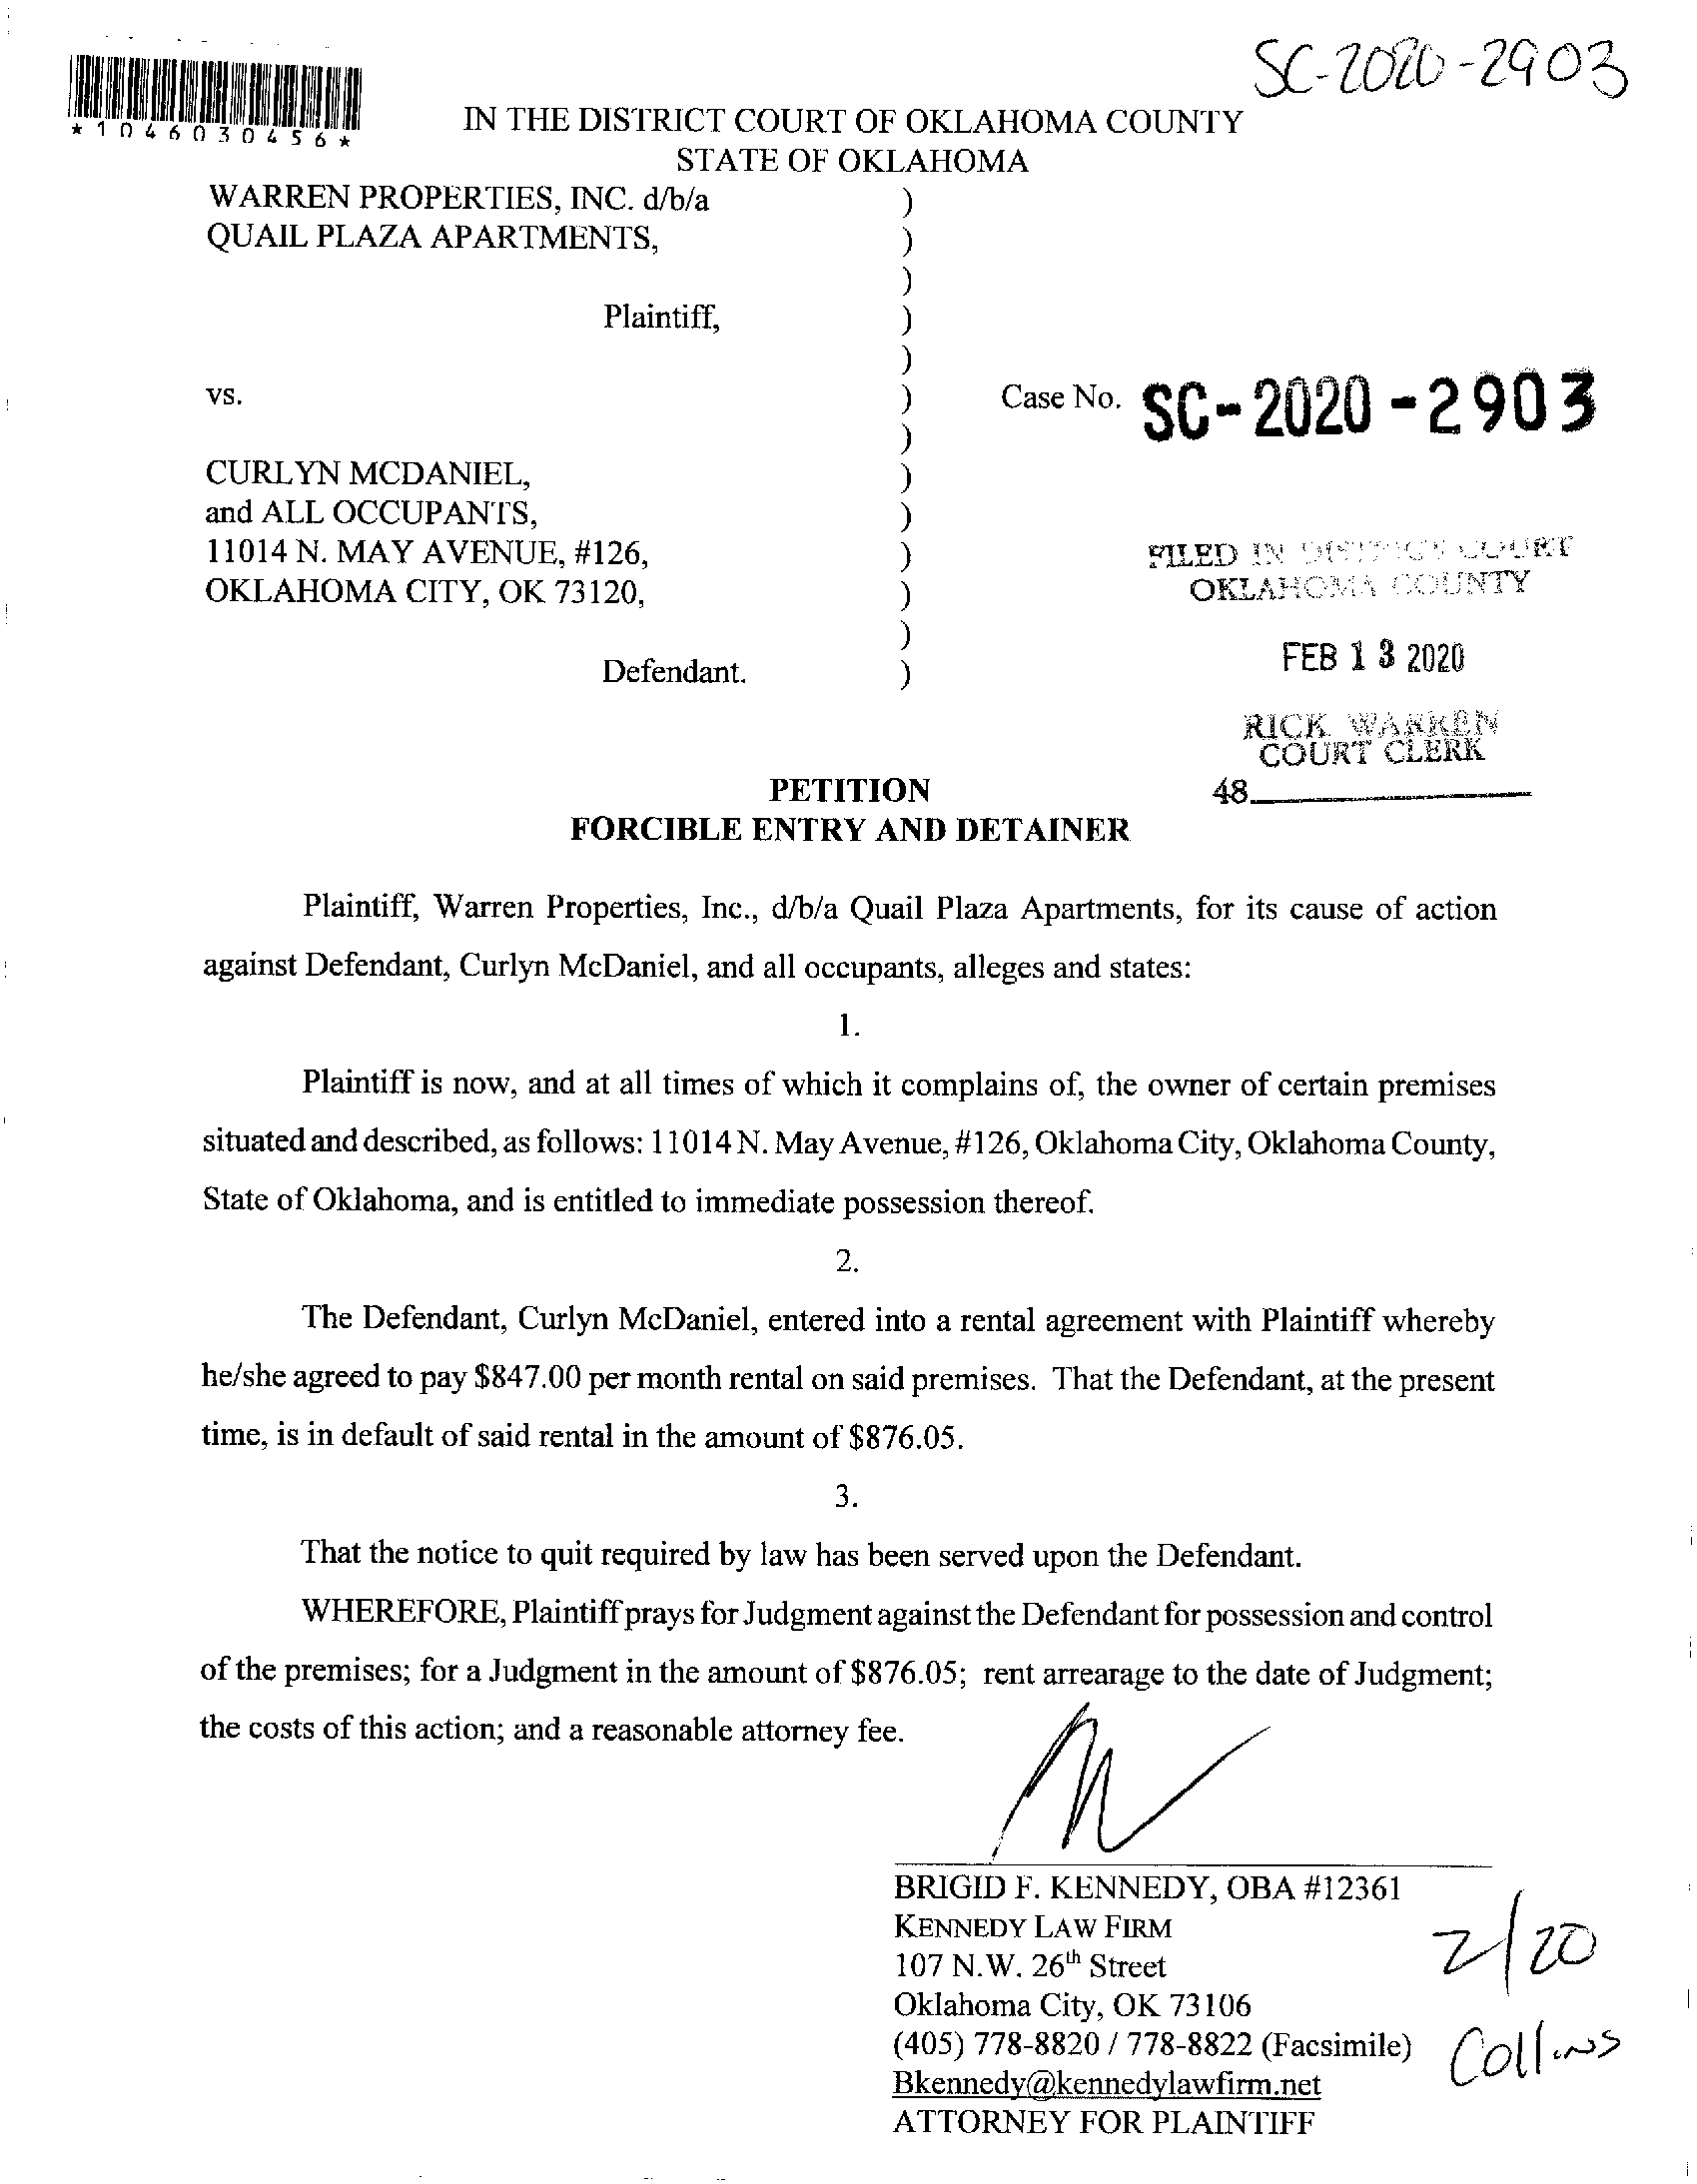 SC-2020-2903
*1046030456*
IN THE DISTRICT COURT OF OKLAHOMA COUNTY
STATE OF OKLAHOMA
WARREN PROPERTIES, INC. d/b/a )
QUAIL PLAZA APARTMENTS, )
)
Plaintiff, )
)
vs. ) Case No. SC-2020-2903
)
CURLYN MCDANIEL, )
and ALL OCCUPANTS, )
11014 N. MAY AVENUE, #126, )
OKLAHOMA CITY, OK 73120, )
)
Defendant. )
FILED IN DISTRICT COURT
OKLAHOMA COUNTY
FEB 13 2020
RICK WARREN
COURT CLERK
48
PETITION
FORCIBLE ENTRY AND DETAINER
Plaintiff, Warren Properties, Inc., d/b/a Quail Plaza Apartments, for its cause of action
against Defendant, Curlyn McDaniel, and all occupants, alleges and states:
1.
Plaintiff is now, and at all times of which it complains of, the owner of certain premises
situated and described, as follows: 11014 N. May Avenue, #126, Oklahoma City, Oklahoma County,
State of Oklahoma, and is entitled to immediate possession thereof.
2.
The Defendant, Curlyn McDaniel, entered into a rental agreement with Plaintiff whereby
he/she agreed to pay $847.00 per month rental on said premises. That the Defendant, at the present
time, is in default of said rental in the amount of $876.05.
3.
That the notice to quit required by law has been served upon the Defendant.
WHEREFORE, Plaintiff prays for Judgment against the Defendant for possession and control
of the premises; for a Judgment in the amount of $876.05; rent arrearage to the date of Judgment;
the costs of this action; and a reasonable attorney fee.
BRIGID F. KENNEDY, OBA #12361
KENNEDY LAW FIRM
107 N.W. 26th Street
Oklahoma City, OK 73106
(405) 778-8820 / 778-8822 (Facsimile)
Bkennedy@kennedylawfirm.net
ATTORNEY FOR PLAINTIFF
2/20
Collins